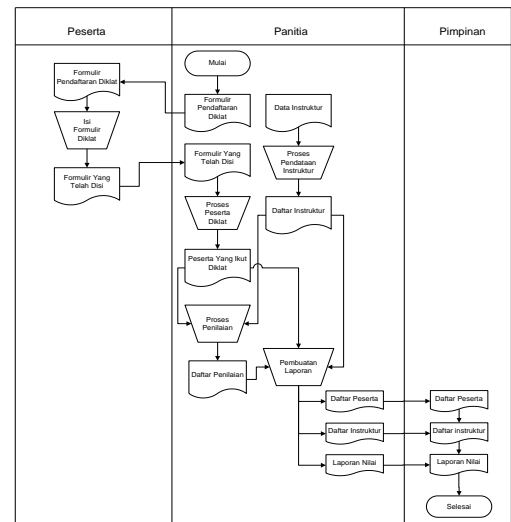 Peserta
Panitia
Pimpinan
Mulai
Formulir
Pendaftaran Diklat
Formulir
Pendaftaran
Diklat
Data Instruktur
Isi
Formulir
Diklat
Formulir Yang
Telah Disi
Formulir Yang
Telah Disi
Proses
Pendataan
Instruktur
Proses
Peserta
Diklat
Daftar Instruktur
Peserta Yang Ikut
Diklat
Proses
Penilaian
Daftar Penilaian
Pembuatan
Laporan
Daftar Peserta
Daftar Peserta
Daftar Instruktur
Daftar instruktur
Laporan Nilai
Laporan Nilai
Selesai